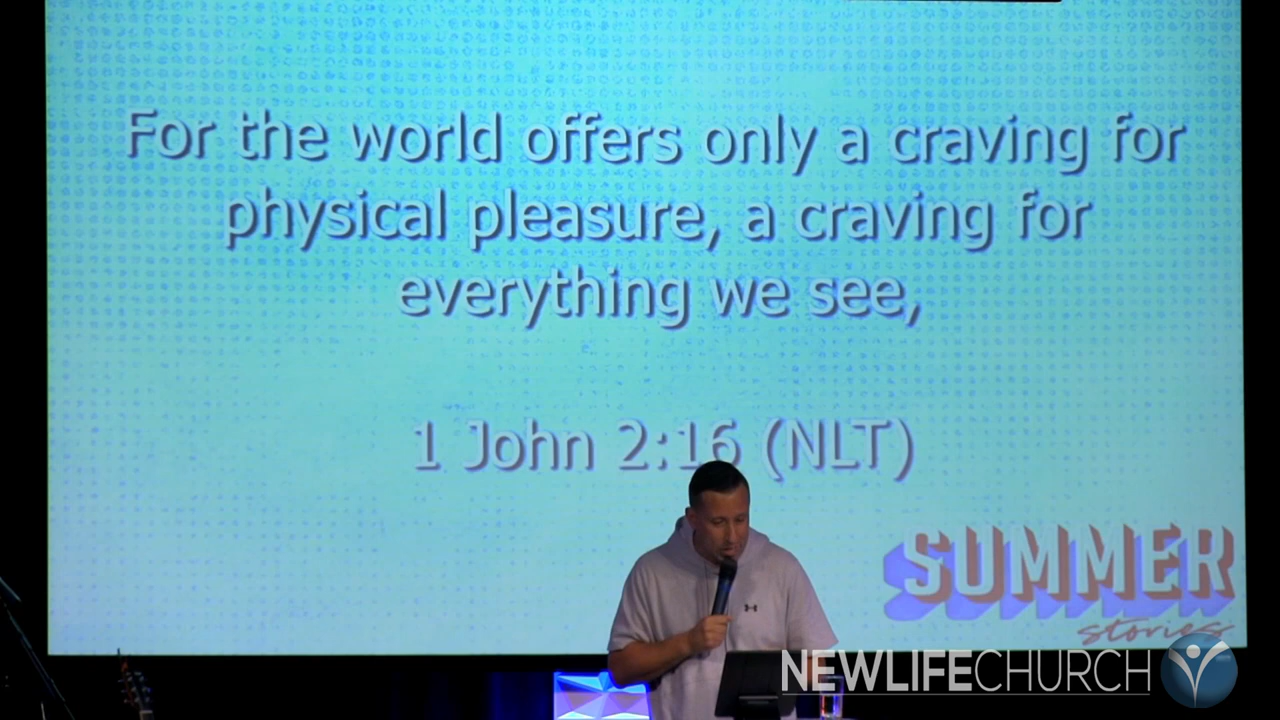 For the world offers only a craving for
physical pleasure, a craving for
everything we see,
1 John 2:16 (NLT)
SUMMER
stories
NEWLIFECHURCH